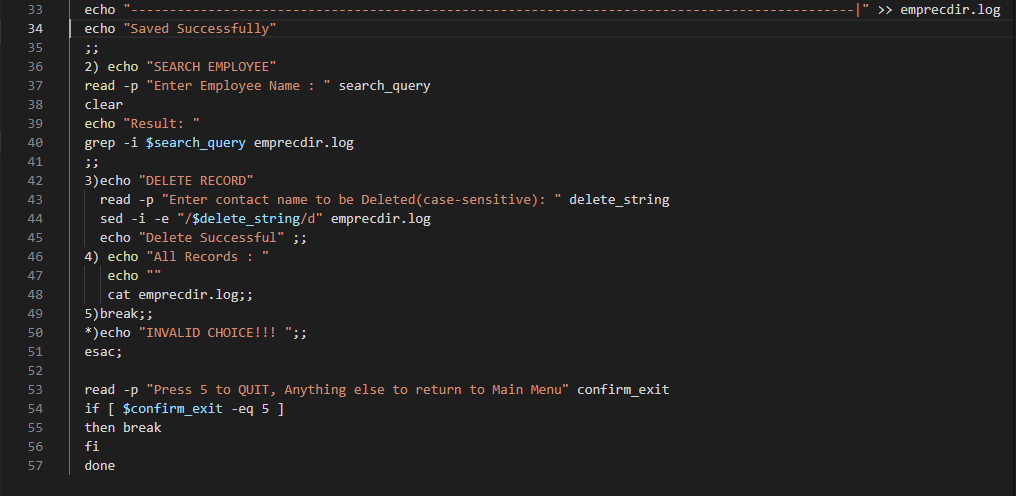 33 echo "----------------------------------------------------------------------------------------------|" >> emprecdir.log
34 echo "Saved Successfully"
35 ;;
36 2) echo "SEARCH EMPLOYEE"
37 read -p "Enter Employee Name : " search_query
38 clear
39 echo "Result: "
40 grep -i $search_query emprecdir.log
41 ;;
42 3)echo "DELETE RECORD"
43 read -p "Enter contact name to be Deleted(case-sensitive): " delete_string
44 sed -i -e "/$delete_string/d" emprecdir.log
45 echo "Delete Successful" ;;
46 4) echo "All Records : "
47 echo ""
48 cat emprecdir.log;;
49 5)break;;
50 *)echo "INVALID CHOICE!!! ";;
51 esac;
52
53 read -p "Press 5 to QUIT, Anything else to return to Main Menu" confirm_exit
54 if [ $confirm_exit -eq 5 ]
55 then break
56 fi
57 done